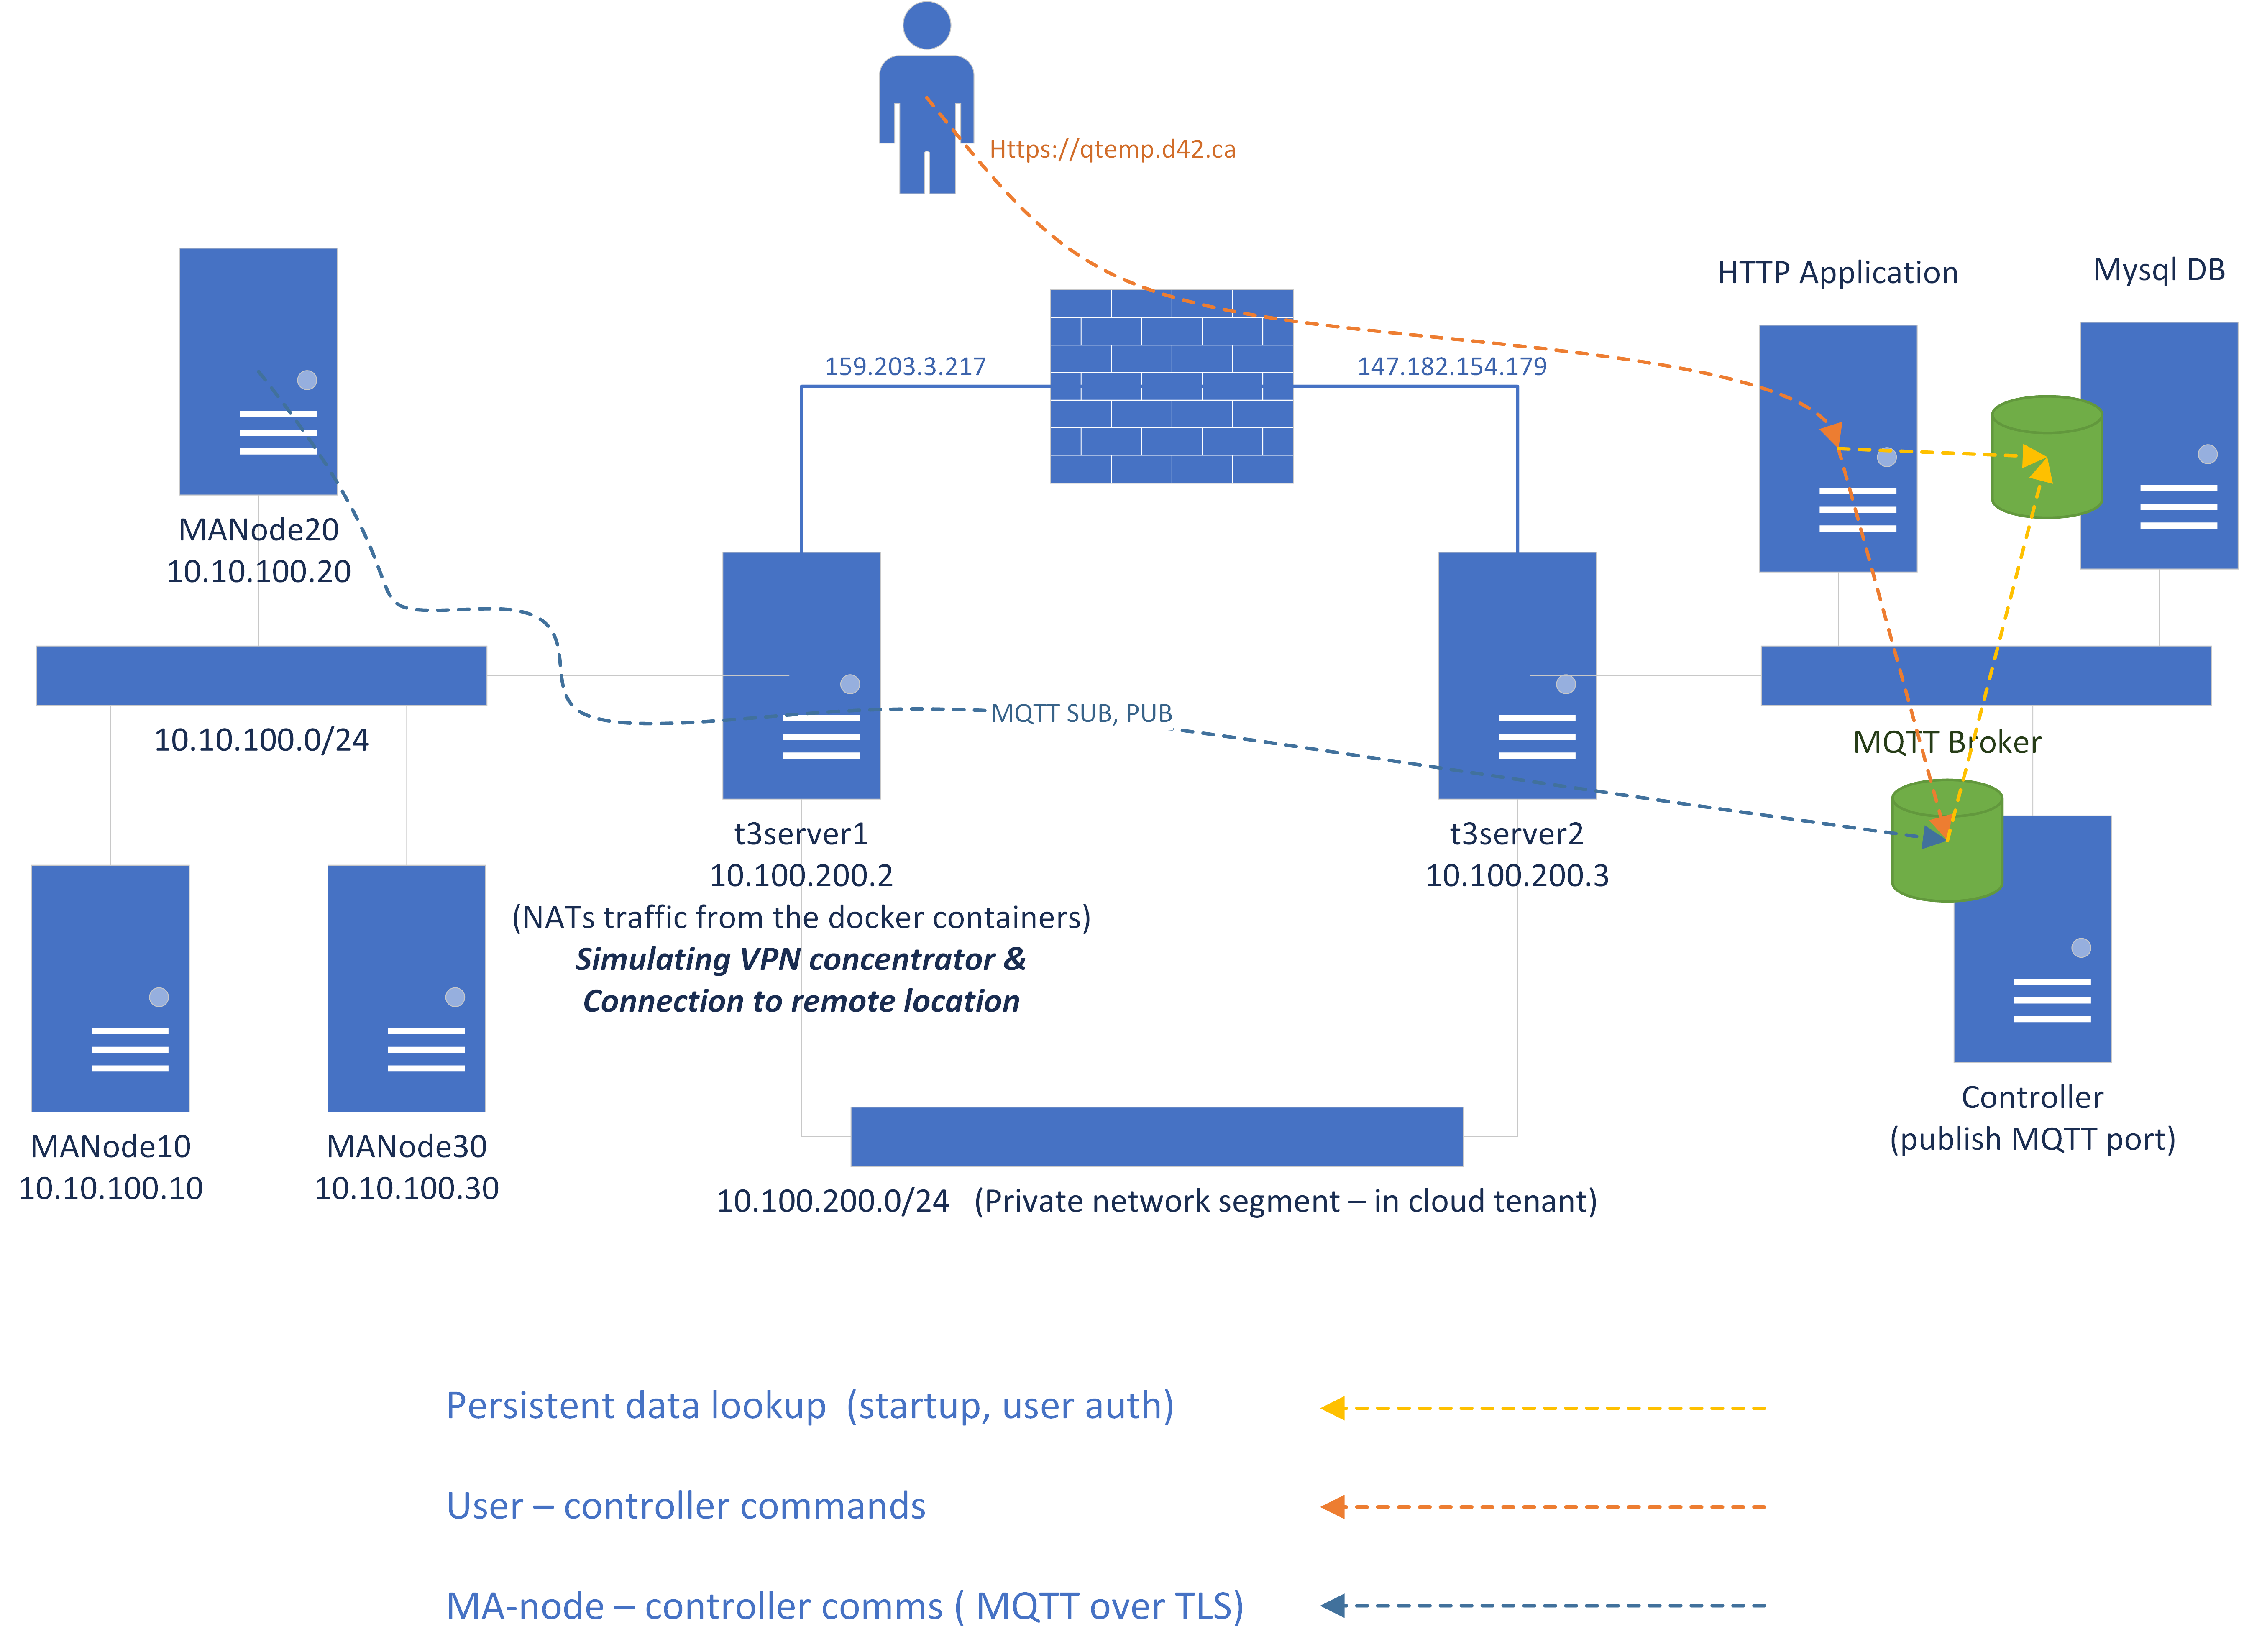 Https://qtemp.d42.ca
HTTP Application
Mysql DB
159.203.3.217
147.182.154.179
MANode20
10.10.100.20
MQTT SUB, PUB
10.10.100.0/24
MQTT Broker
t3server1
10.100.200.2
(NATs traffic from the docker containers)
Simulating VPN concentrator &
Connection to remote location
t3server2
10.100.200.3
MANode10
10.10.100.10
MANode30
10.10.100.30
Controller
(publish MQTT port)
10.100.200.0/24 (Private network segment – in cloud tenant)
Persistent data lookup (startup, user auth)
User – controller commands
MA-node – controller comms ( MQTT over TLS)